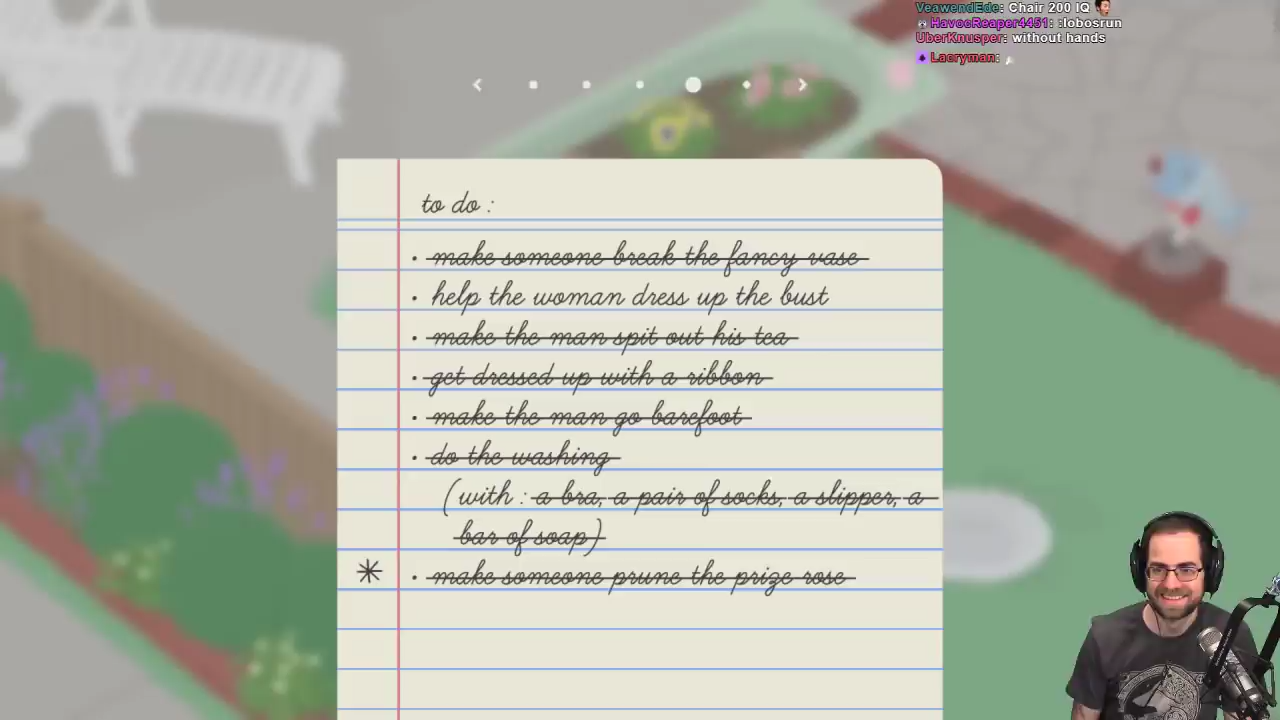 VeawendEde: Chair 200 IQ
HavocReaper4451: :lobosrun
UberKnusper: without hands
Lacryman:
to do :
• make someone break the fancy vase
• help the woman dress up the bust
• make the man spit out his tea
• get dressed up with a ribbon
• make the man go barefoot
• do the washing
(with : a bra, a pair of socks, a slipper, a
bar of soap)
• make someone prune the prize rose